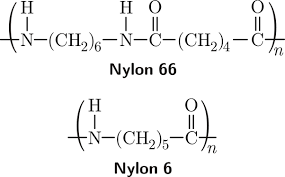 H H O O
N (CH2)6 N C (CH2)4 C n
Nylon 66
H O
N (CH2)5 C n
Nylon 6